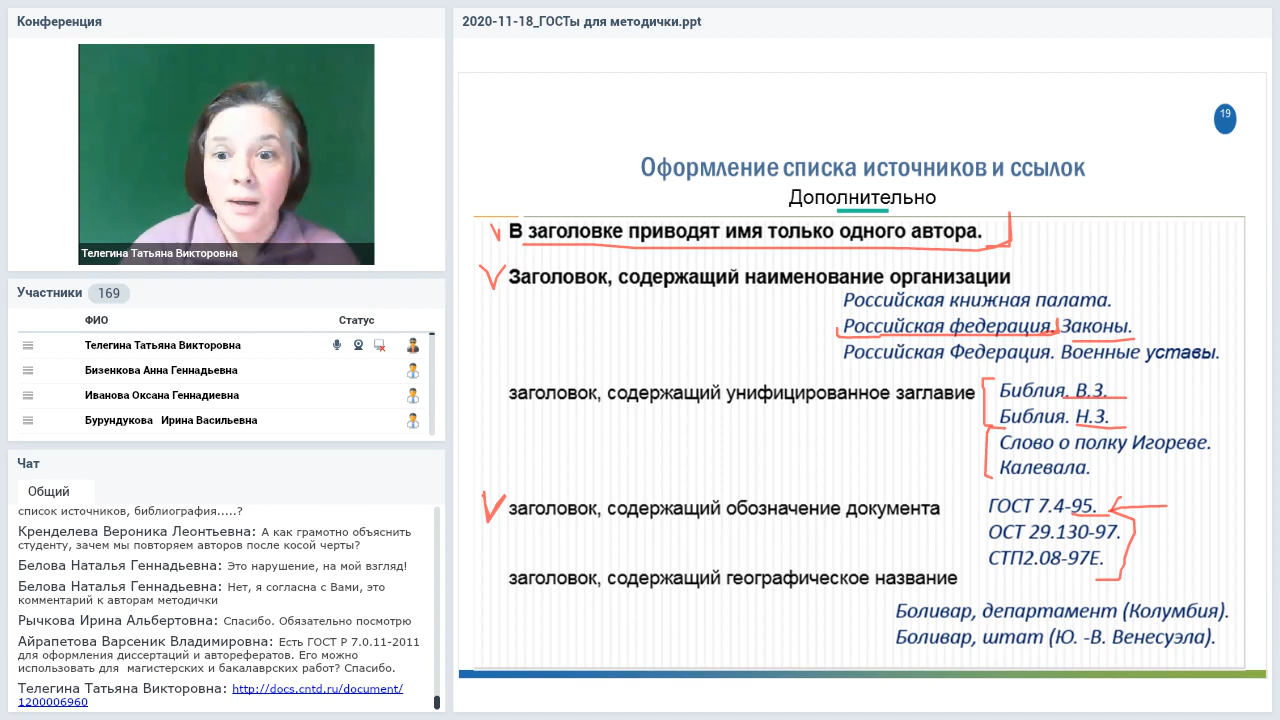 Конференция
Телегина Татьяна Викторовна
Участники 169
ФИО Статус
Телегина Татьяна Викторовна
Бизенкова Анна Геннадьевна
Иванова Оксана Геннадиевна
Бурундукова Ирина Васильевна
Чат
Общий
список источников, библиография.....?
Кренделева Вероника Леонтьевна: А как грамотно объяснить
студенту, зачем мы повторяем авторов после косой черты?
Белова Наталья Геннадьевна: Это нарушение, на мой взгляд!
Белова Наталья Геннадьевна: Нет, я согласна с Вами, это
комментарий к авторам методички
Рычкова Ирина Альбертовна: Спасибо. Обязательно посмотрю
Айрапетова Варсеник Владимировна: Есть ГОСТ Р 7.0.11-2011
для оформления диссертаций и авторефератов. Его можно
использовать для магистерских и бакалаврских работ? Спасибо.
Телегина Татьяна Викторовна: http://docs.cntd.ru/document/
1200006960
2020-11-18_ГОСТы для методички.ppt
19
Оформление списка источников и ссылок
Дополнительно
В заголовке приводят имя только одного автора.
Заголовок, содержащий наименование организации
Российская книжная палата.
Российская федерация. Законы.
Российская Федерация. Военные уставы.
заголовок, содержащий унифицированное заглавие
Библия. В.З.
Библия. Н.З.
Слово о полку Игореве.
Калевала.
заголовок, содержащий обозначение документа
ГОСТ 7.4-95.
ОСТ 29.130-97.
СТП2.08-97Е.
заголовок, содержащий географическое название
Боливар, департамент (Колумбия).
Боливар, штат (Ю. -В. Венесуэла).